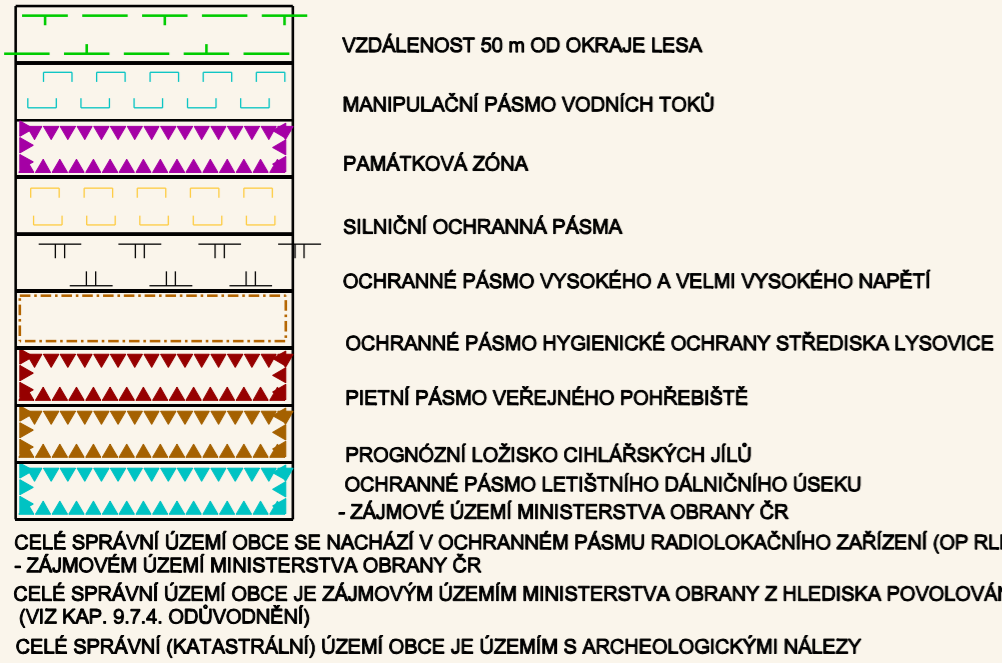 VZDÁLENOST 50 m OD OKRAJE LESA
MANIPULAČNÍ PÁSMO VODNÍCH TOKŮ
PAMÁTKOVÁ ZÓNA
SILNIČNÍ OCHRANNÁ PÁSMA
OCHRANNÉ PÁSMO VYSOKÉHO A VELMI VYSOKÉHO NAPĚTÍ
OCHRANNÉ PÁSMO HYGIENICKÉ OCHRANY STŘEDISKA LYSOVICE
PIETNÍ PÁSMO VEŘEJNÉHO POHŘEBIŠTĚ
PROGNÓZNÍ LOŽISKO CIHLÁŘSKÝCH JÍLŮ
OCHRANNÉ PÁSMO LETIŠTNÍHO DÁLNIČNÍHO ÚSEKU
- ZÁJMOVÉ ÚZEMÍ MINISTERSTVA OBRANY ČR
CELÉ SPRÁVNÍ ÚZEMÍ OBCE SE NACHÁZÍ V OCHRANNÉM PÁSMU RADIOLOKAČNÍHO ZAŘÍZENÍ (OP RL
- ZÁJMOVÉM ÚZEMÍ MINISTERSTVA OBRANY ČR
CELÉ SPRÁVNÍ ÚZEMÍ OBCE JE ZÁJMOVÝM ÚZEMÍM MINISTERSTVA OBRANY Z HLEDISKA POVOLOVÁN
(VIZ KAP. 9.7.4. ODŮVODNĚNÍ)
CELÉ SPRÁVNÍ (KATASTRÁLNÍ) ÚZEMÍ OBCE JE ÚZEMÍM S ARCHEOLOGICKÝMI NÁLEZY